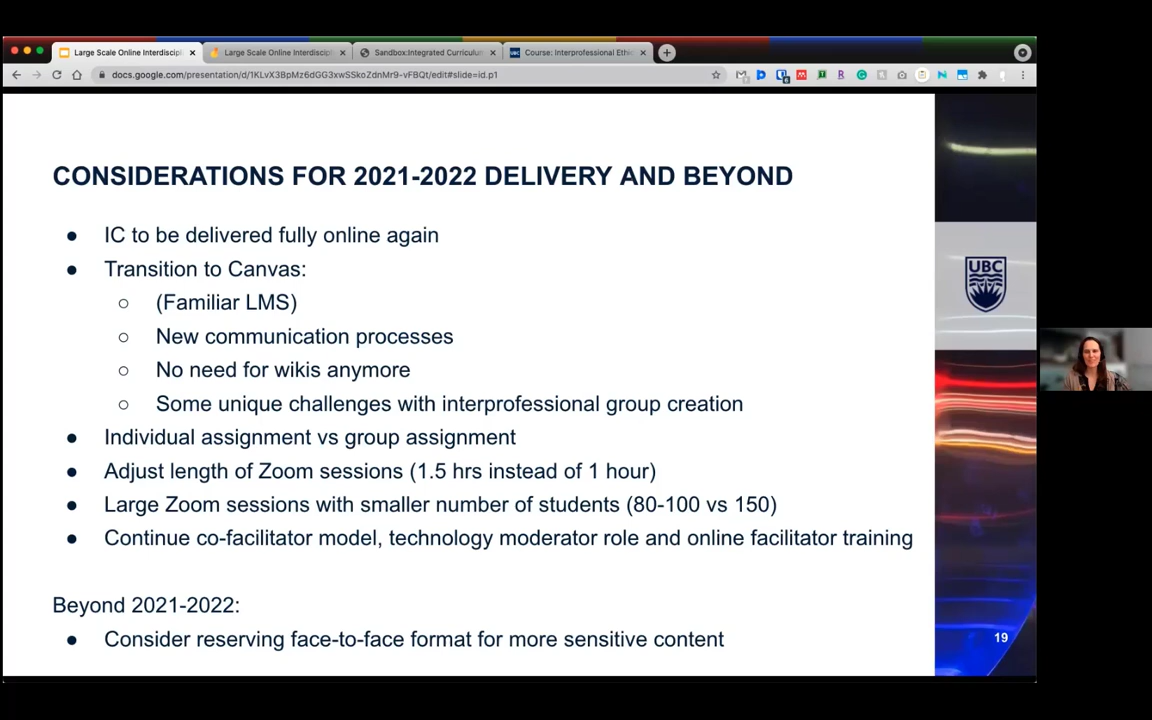 Large Scale Online Interdiscipl
Large Scale Online Interdiscipl
Sandbox:Integrated Curriculum
Course: Interprofessional Ethi
docs.google.com/presentation/d/1KLvX3BpMz6dGG3xwSSkoZdnMr9-vFBQt/edit#slide=id.p1
CONSIDERATIONS FOR 2021-2022 DELIVERY AND BEYOND
● IC to be delivered fully online again
● Transition to Canvas:
○ (Familiar LMS)
○ New communication processes
○ No need for wikis anymore
○ Some unique challenges with interprofessional group creation
● Individual assignment vs group assignment
● Adjust length of Zoom sessions (1.5 hrs instead of 1 hour)
● Large Zoom sessions with smaller number of students (80-100 vs 150)
● Continue co-facilitator model, technology moderator role and online facilitator training
Beyond 2021-2022:
● Consider reserving face-to-face format for more sensitive content
UBC
19